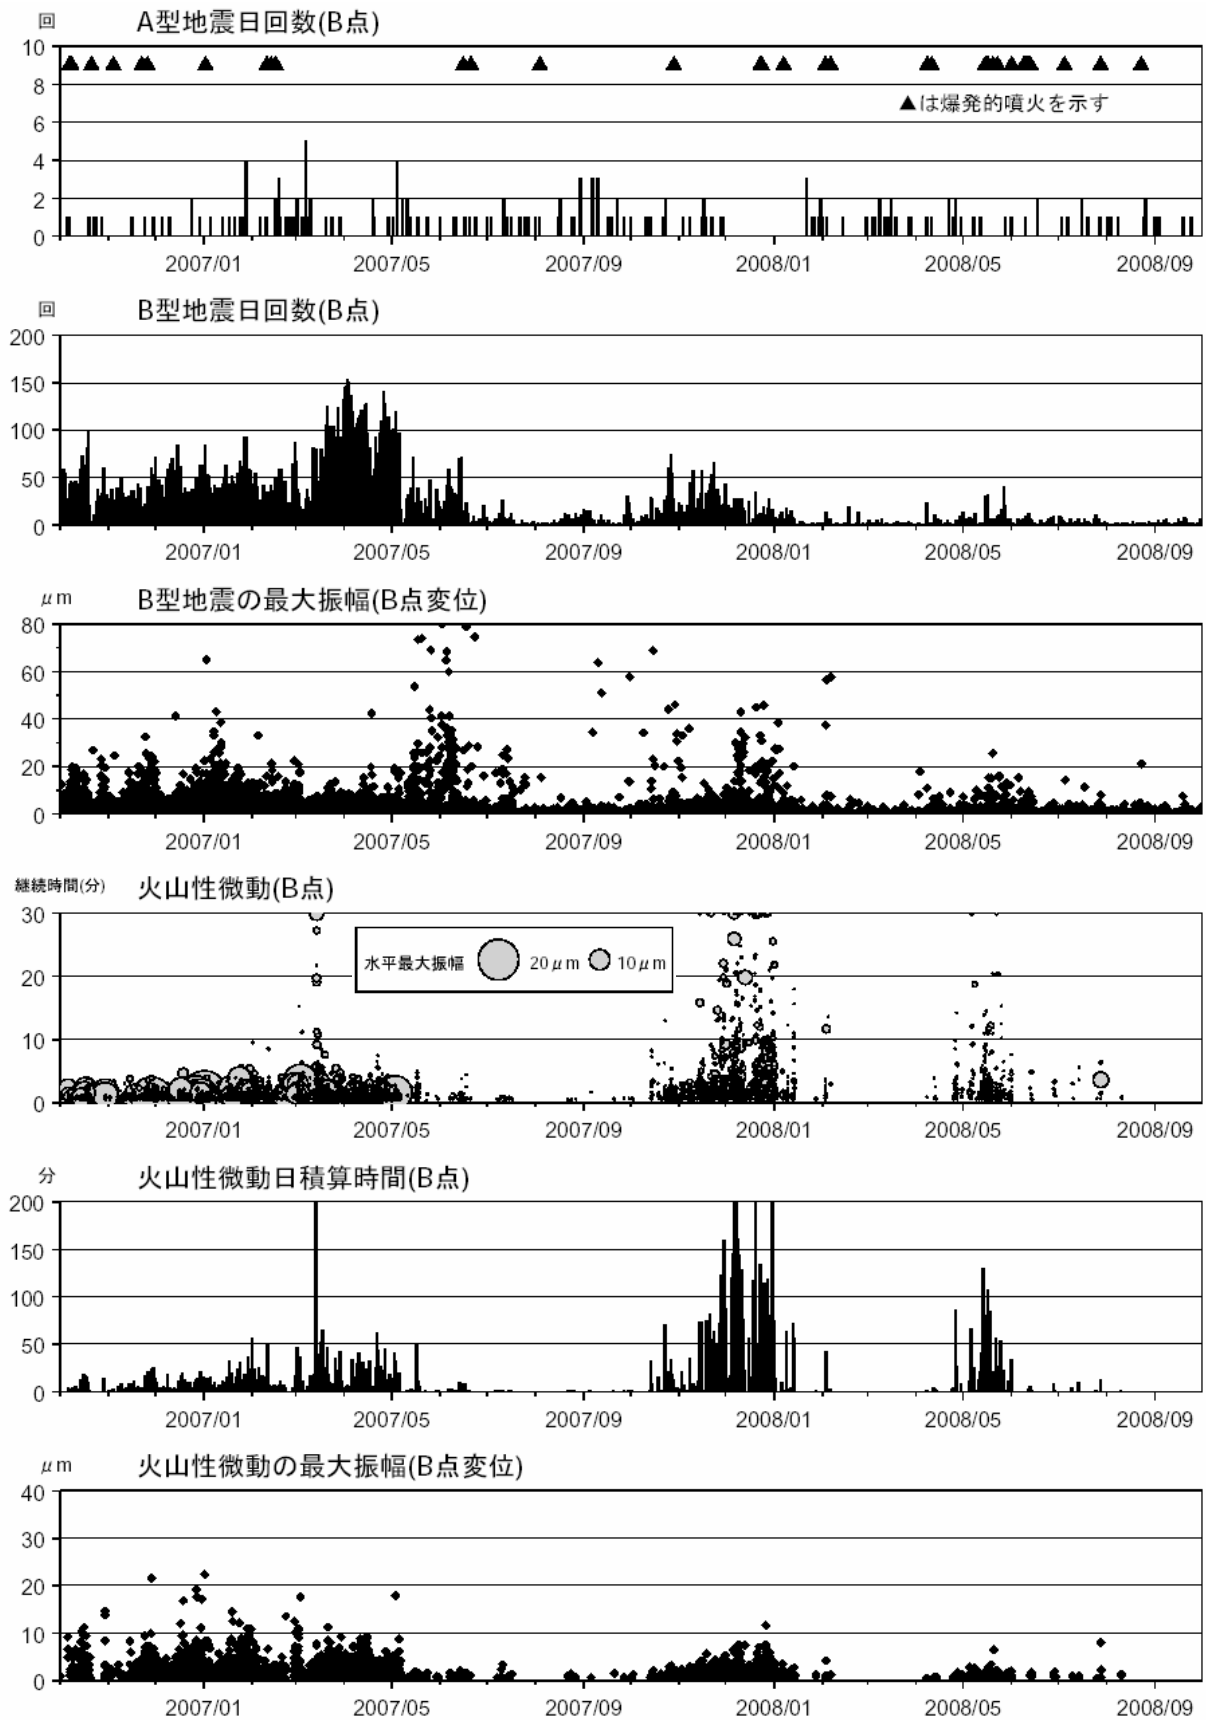 回 A型地震日回数(B点)
10
8
▲は爆発的噴火を示す
6
4
2
0
2007/01 2007/05 2007/09 2008/01 2008/05 2008/09
回 B型地震日回数(B点)
200
150
100
50
0
2007/01 2007/05 2007/09 2008/01 2008/05 2008/09
μm B型地震の最大振幅(B点変位)
80
60
40
20
0
2007/01 2007/05 2007/09 2008/01 2008/05 2008/09
継続時間(分) 火山性微動(B点)
30
水平最大振幅 20μm 10μm
20
10
0
2007/01 2007/05 2007/09 2008/01 2008/05 2008/09
分 火山性微動日積算時間(B点)
200
150
100
50
0
2007/01 2007/05 2007/09 2008/01 2008/05 2008/09
μm 火山性微動の最大振幅(B点変位)
40
30
20
10
0
2007/01 2007/05 2007/09 2008/01 2008/05 2008/09